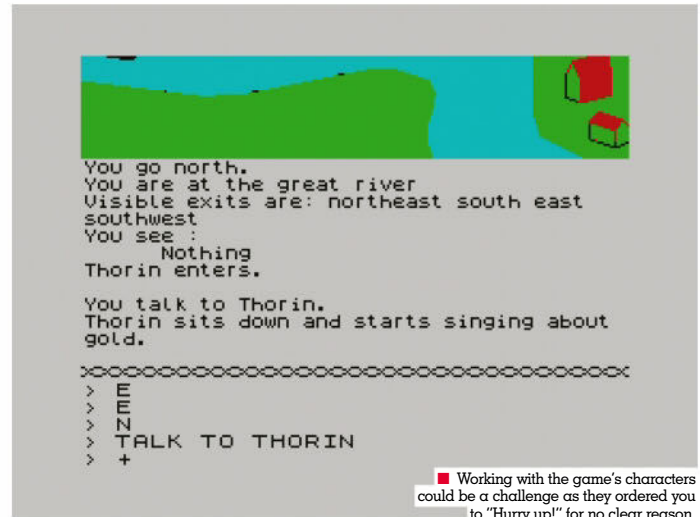 You go north.
You are at the great river
Visible exits are: northeast south east
southwest
You see :
Nothing
Thorin enters.
You talk to Thorin.
Thorin sits down and starts singing about
gold.
> E
> E
> N
> TALK TO THORIN
> +
Working with the game's characters
could be a challenge as they ordered you
to "Hurry up!" for no clear reason.